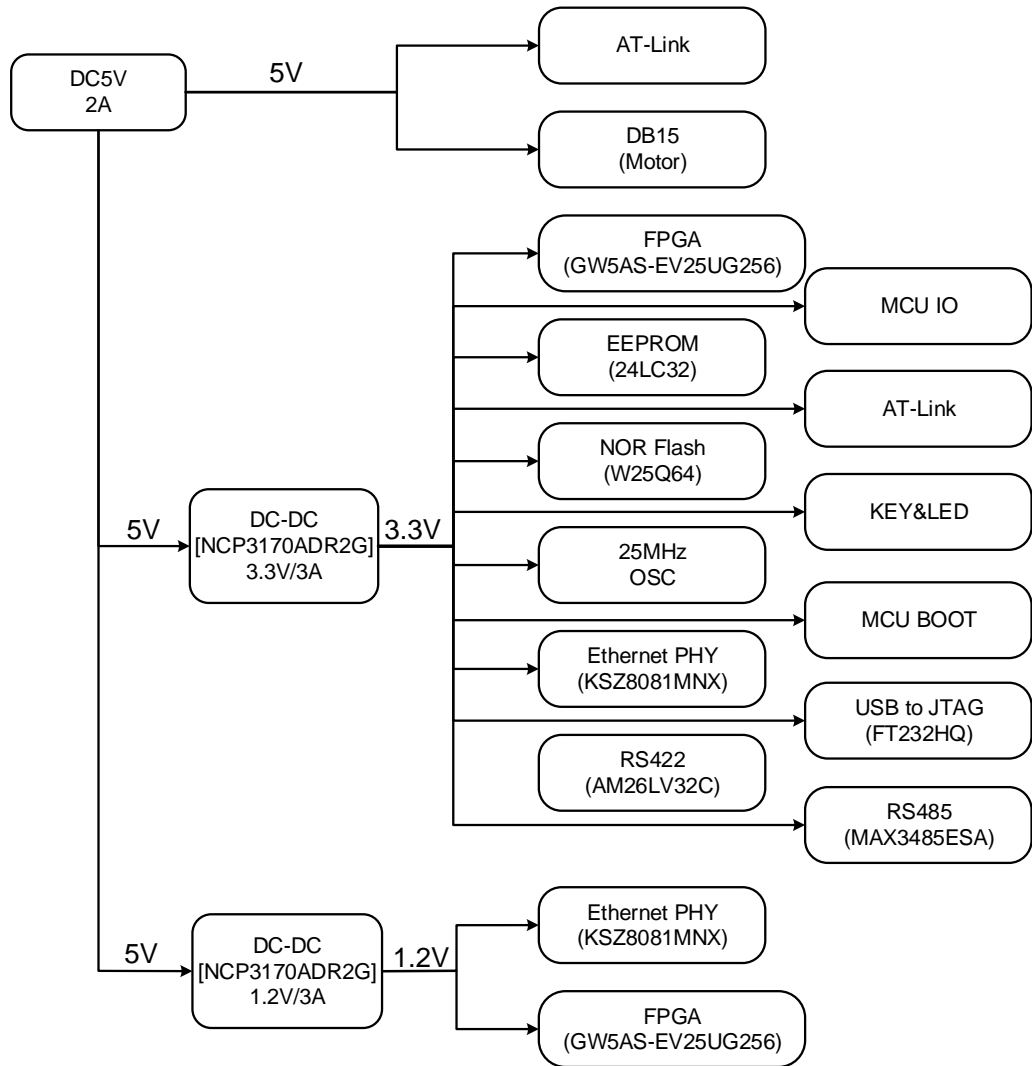 AT-Link
DC5V
2A
5V
DB15
(Motor)
FPGA
(GW5AS-EV25UG256)
MCU IO
EEPROM
(24LC32)
AT-Link
NOR Flash
(W25Q64)
5V
DC-DC
[NCP3170ADR2G]
3.3V/3A
3.3V
KEY&LED
25MHz
OSC
MCU BOOT
Ethernet PHY
(KSZ8081MNX)
USB to JTAG
(FT232HQ)
RS422
(AM26LV32C)
RS485
(MAX3485ESA)
Ethernet PHY
(KSZ8081MNX)
5V
DC-DC
[NCP3170ADR2G]
1.2V/3A
1.2V
FPGA
(GW5AS-EV25UG256)